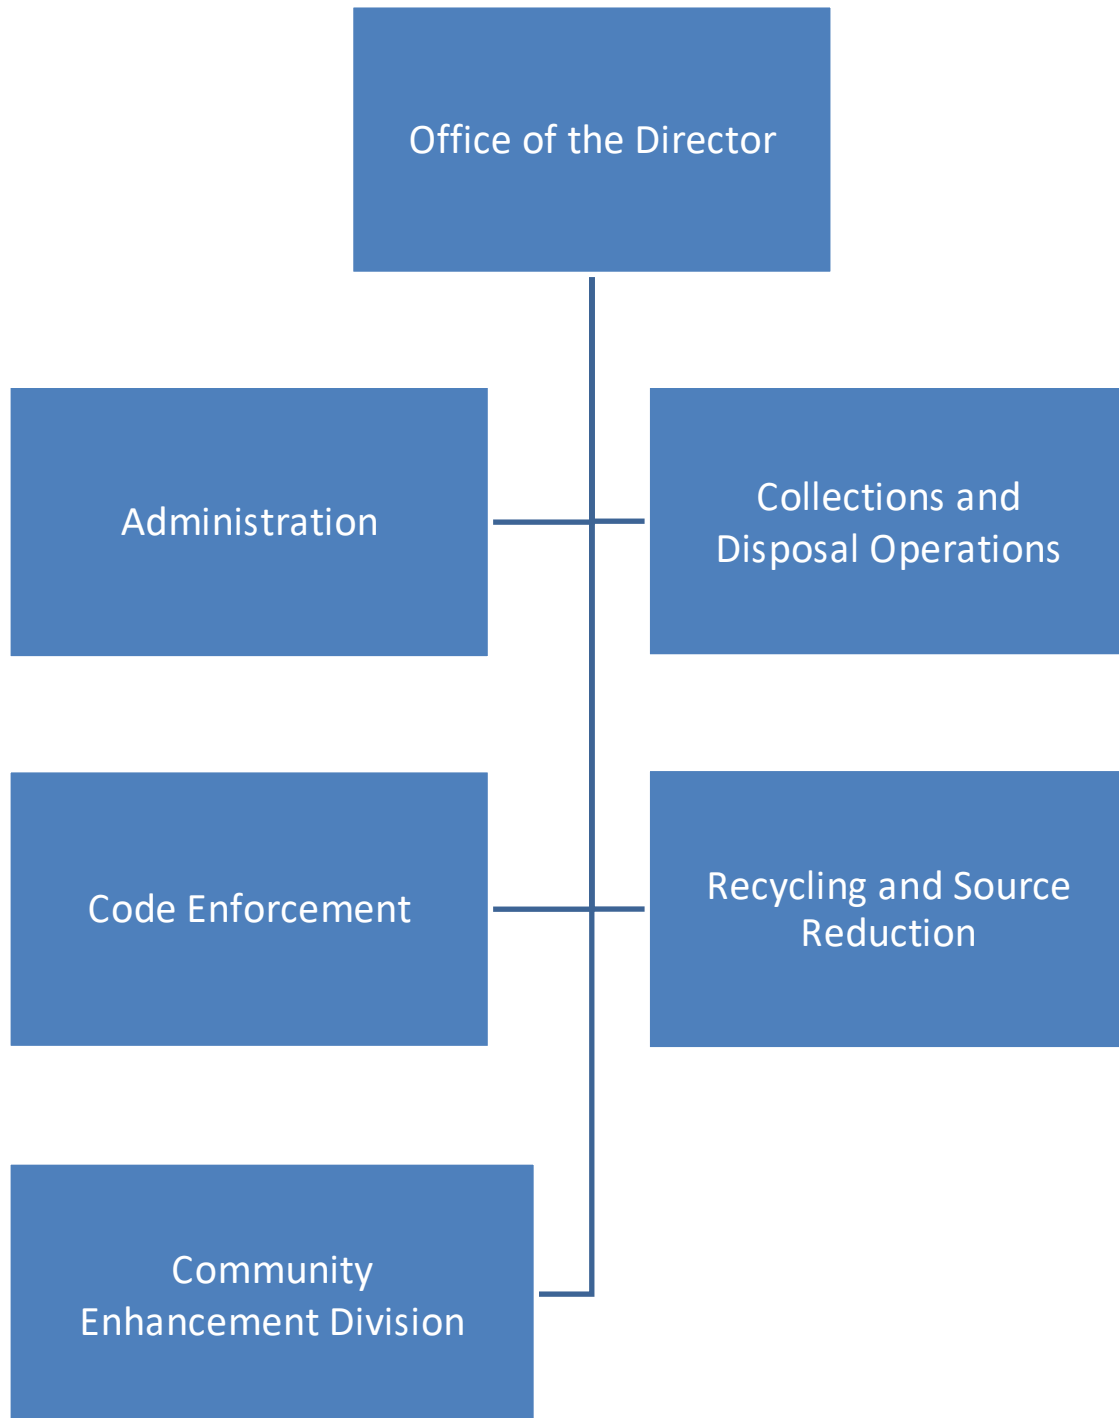 Office of the Director
Administration
Collections and
Disposal Operations
Code Enforcement
Recycling and Source
Reduction
Community
Enhancement Division